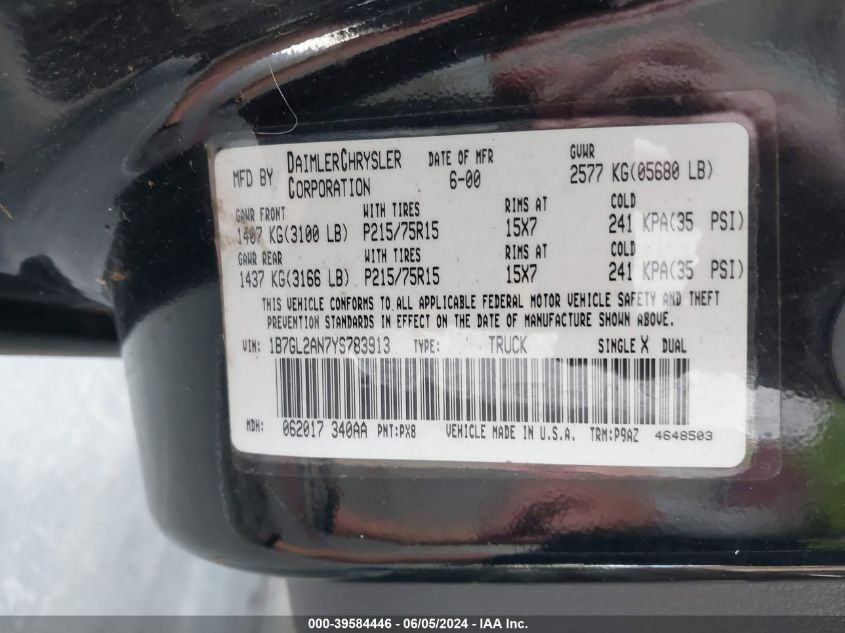 MFD BY DAIMLERCHRYSLER CORPORATION DATE OF MFR 6-00 GVWR 2577 KG(05680 LB)
GAWR FRONT WITH TIRES RIMS AT COLD
1407 KG(3100 LB) P215/75R15 15X7 241 KPA(35 PSI)
GAWR REAR WITH TIRES RIMS AT COLD
1437 KG(3166 LB) P215/75R15 15X7 241 KPA(35 PSI)
THIS VEHICLE CONFORMS TO ALL APPLICABLE FEDERAL MOTOR VEHICLE SAFETY AND THEFT
PREVENTION STANDARDS IN EFFECT ON THE DATE OF MANUFACTURE SHOWN ABOVE.
VIN: 1B7GL2AN7YS783913 TYPE: TRUCK SINGLE X DUAL
MDH: 062017 340AA PNT:PX8 VEHICLE MADE IN U.S.A. TRM:P9AZ 4648503
000-39584446 - 06/05/2024 - IAA Inc.